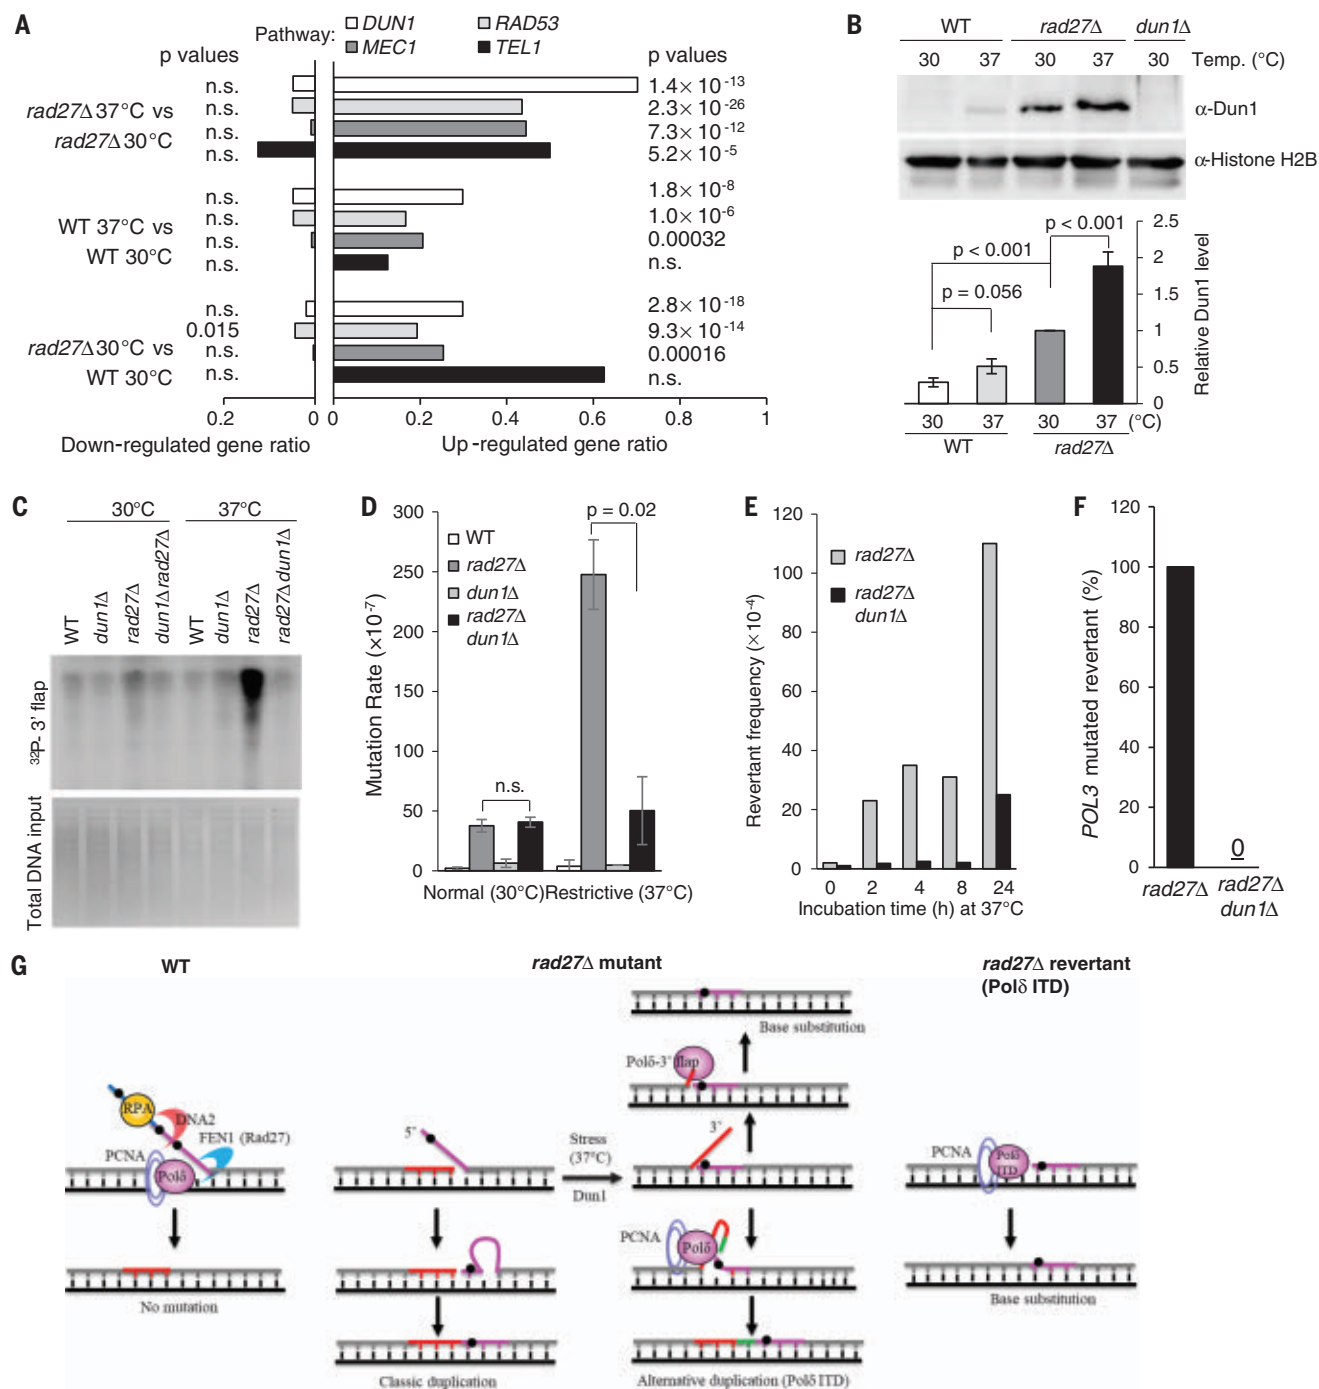 A
Pathway: DUN1 RAD53
MEC1 TEL1
p values p values
rad27Δ 37°C vs
rad27Δ 30°C
n.s. 1.4× 10-13
n.s. 2.3× 10-26
n.s. 7.3× 10-12
n.s. 5.2× 10-5
WT 37°C vs
WT 30°C
n.s. 1.8× 10-8
n.s. 1.0× 10-6
n.s. 0.00032
n.s. n.s.
rad27Δ 30°C vs
WT 30°C
n.s. 2.8× 10-18
0.015 9.3× 10-14
n.s. 0.00016
n.s. n.s.
0.2 0 0 0.2 0.4 0.6 0.8 1
Down-regulated gene ratio Up-regulated gene ratio
B
WT rad27Δ dun1Δ
30 37 30 37 30 Temp. (°C)
α-Dun1
α-Histone H2B
p < 0.001
p < 0.001
p = 0.056
2.5
2
1.5
1
0.5
0
Relative Dun1 level
30 37 30 37 (°C)
WT rad27Δ
C
30°C 37°C
WT
dun1Δ
rad27Δ
dun1Δrad27Δ
WT
dun1Δ
rad27Δ
rad27Δdun1Δ
32P- 3' flap
Total DNA input
D
Mutation Rate (×10-7)
300
250
200
150
100
50
0
WT
rad27Δ
dun1Δ
rad27Δ
dun1Δ
p = 0.02
n.s.
Normal (30°C) Restrictive (37°C)
E
Revertant frequency (×10-4)
120
100
80
60
40
20
0
rad27Δ
rad27Δ
dun1Δ
0 2 4 8 24
Incubation time (h) at 37°C
F
POL3 mutated revertant (%)
120
100
80
60
40
20
0
0
rad27Δ rad27Δ
dun1Δ
G
WT rad27Δ mutant rad27Δ revertant
(Polδ ITD)
RPA
DNA2
FEN1 (Rad27)
PCNA
Polδ
No mutation
5'
Classic duplication
Stress
(37°C)
Dun1
Base substitution
Polδ-3' flap
3'
PCNA
Polδ
Alternative duplication (Polδ ITD)
PCNA
Polδ
ITD
Base substitution